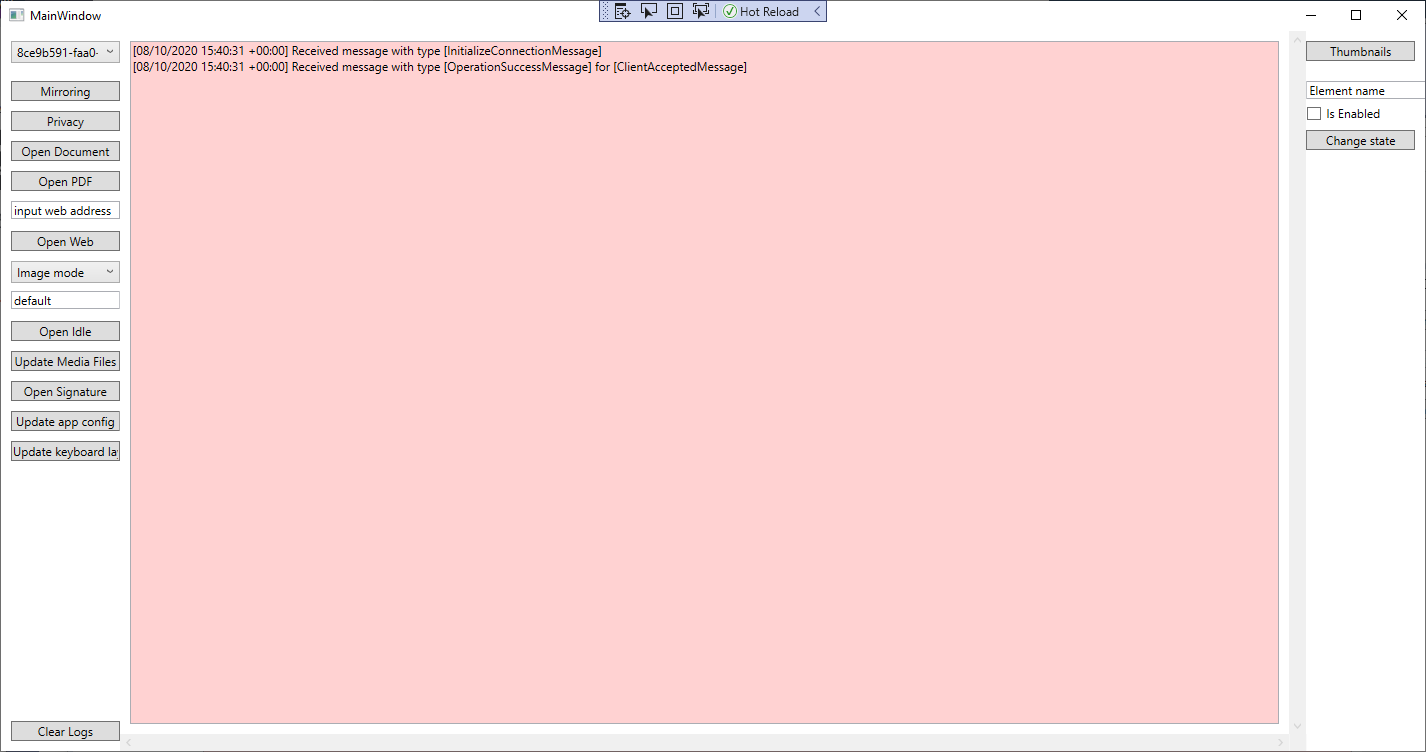 MainWindow
Hot Reload
8ce9b591-faa0-
Mirroring
Privacy
Open Document
Open PDF
input web address
Open Web
Image mode
default
Open Idle
Update Media Files
Open Signature
Update app config
Update keyboard la
Clear Logs
[08/10/2020 15:40:31 +00:00] Received message with type [InitializeConnectionMessage]
[08/10/2020 15:40:31 +00:00] Received message with type [OperationSuccessMessage] for [ClientAcceptedMessage]
Thumbnails
Element name
Is Enabled
Change state